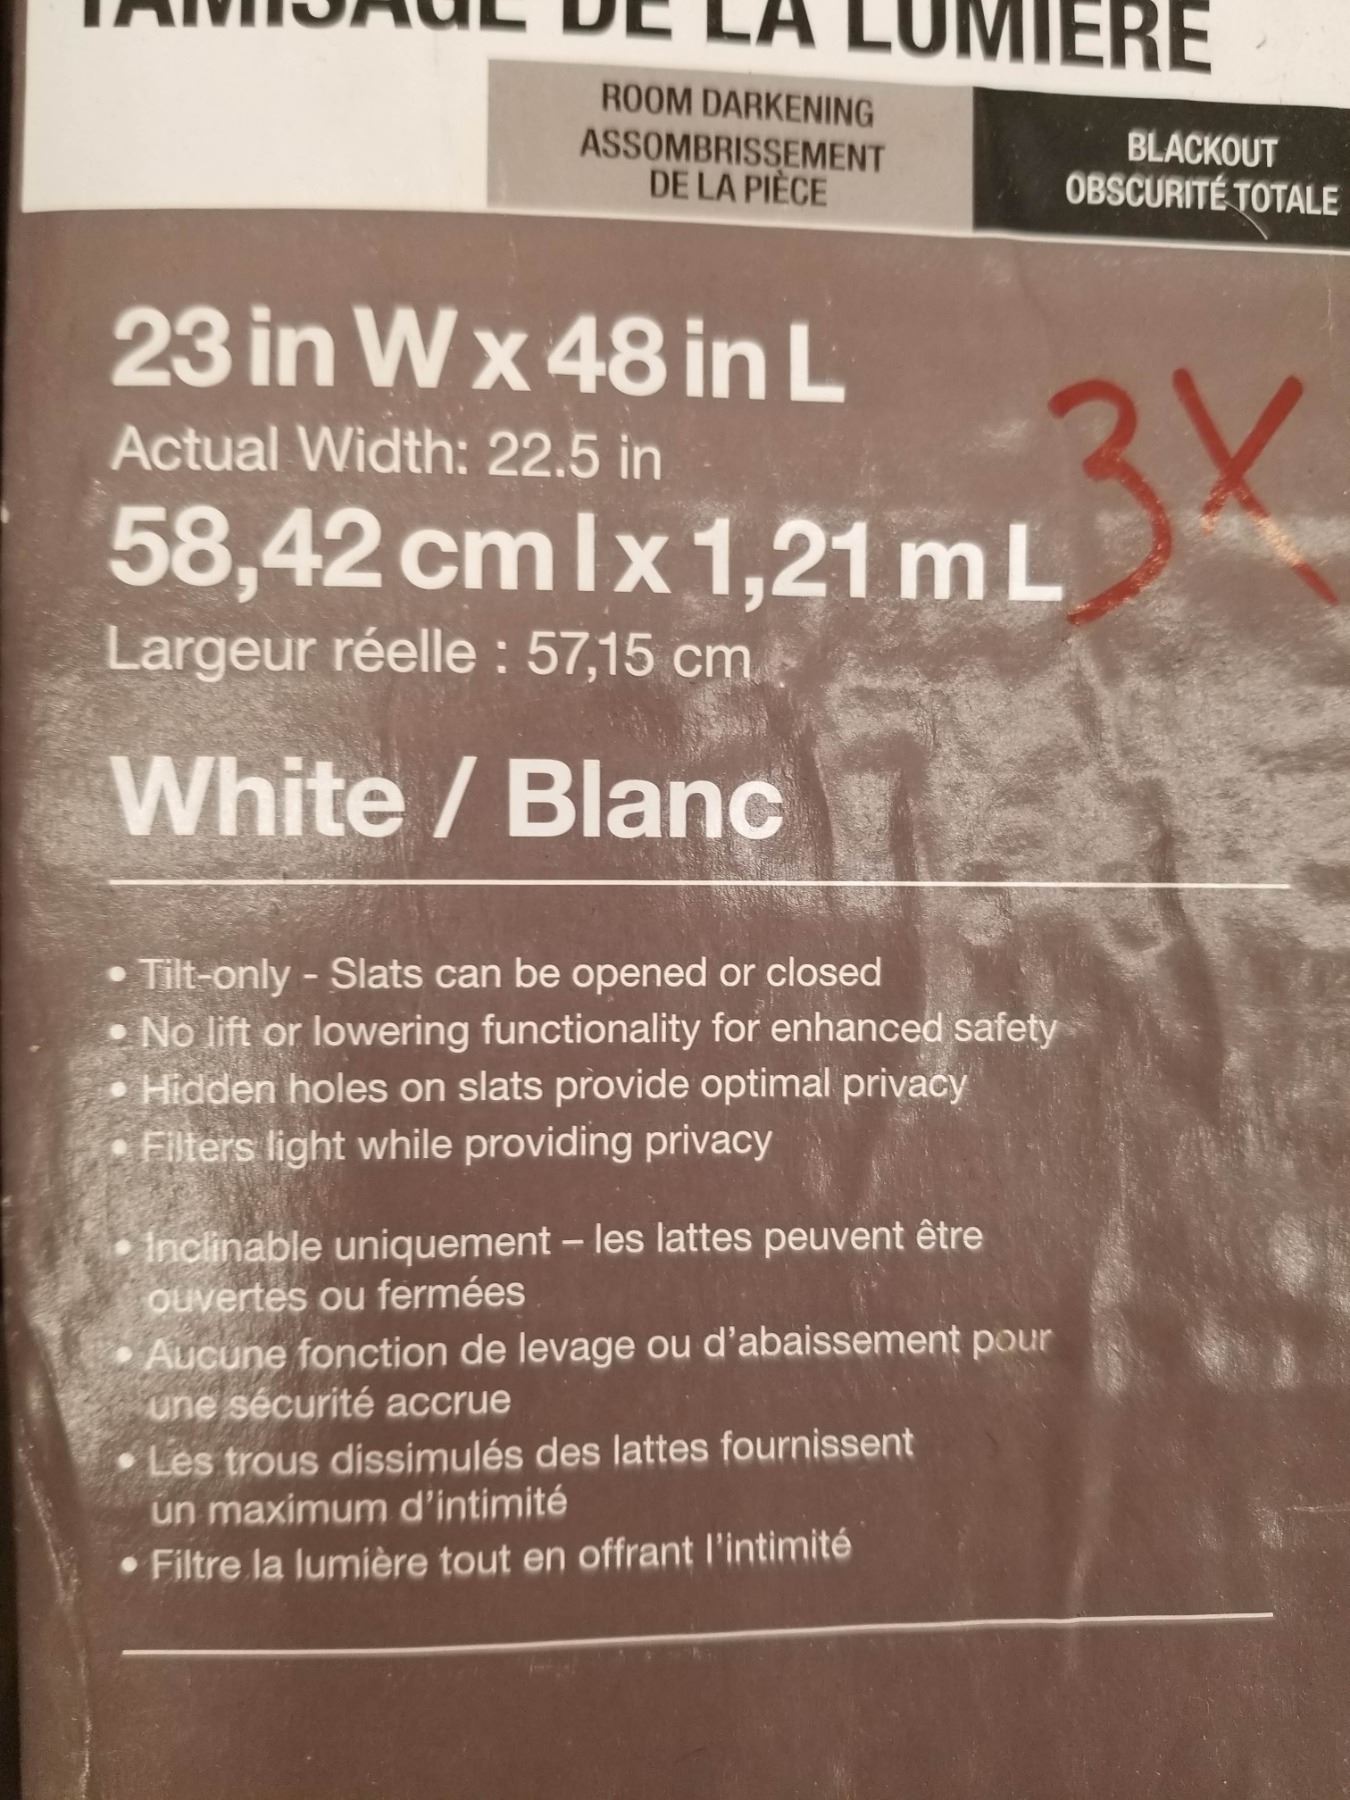 TAMISAGE DE LA LUMIÈRE
ROOM DARKENING
ASSOMBRISSEMENT
DE LA PIÈCE
BLACKOUT
OBSCURITÉ TOTALE
23 in W x 48 in L
Actual Width: 22.5 in
58,42 cm l x 1,21 m L
Largeur réelle : 57,15 cm
3X
White / Blanc
• Tilt-only - Slats can be opened or closed
• No lift or lowering functionality for enhanced safety
• Hidden holes on slats provide optimal privacy
• Filters light while providing privacy
• Inclinable uniquement – les lattes peuvent être
ouvertes ou fermées
• Aucune fonction de levage ou d’abaissement pour
une sécurité accrue
• Les trous dissimulés des lattes fournissent
un maximum d’intimité
• Filtre la lumière tout en offrant l’intimité